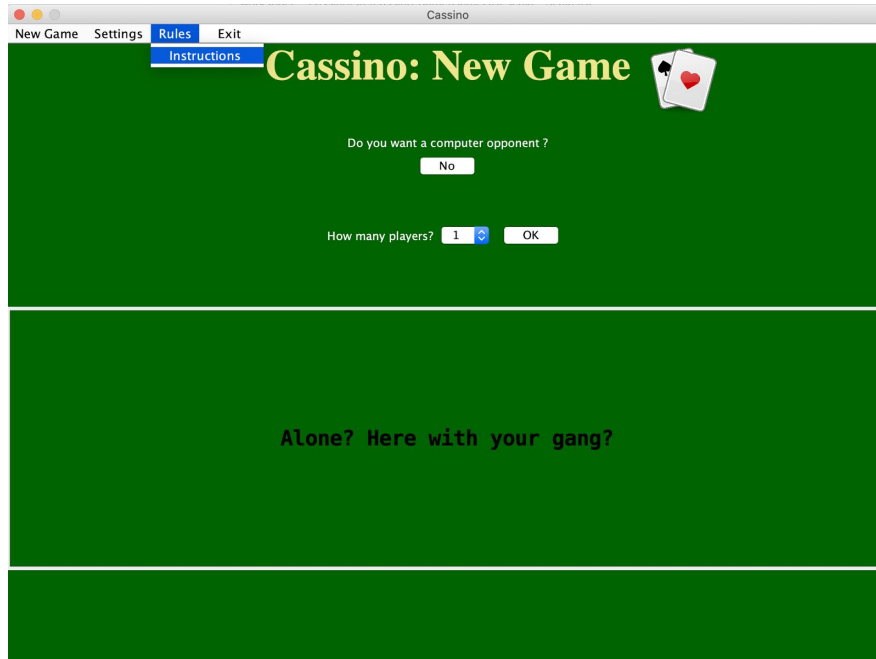 Cassino
New Game Settings Rules Exit
Instructions
Cassino: New Game
Do you want a computer opponent ?
No
How many players? 1 OK
Alone? Here with your gang?